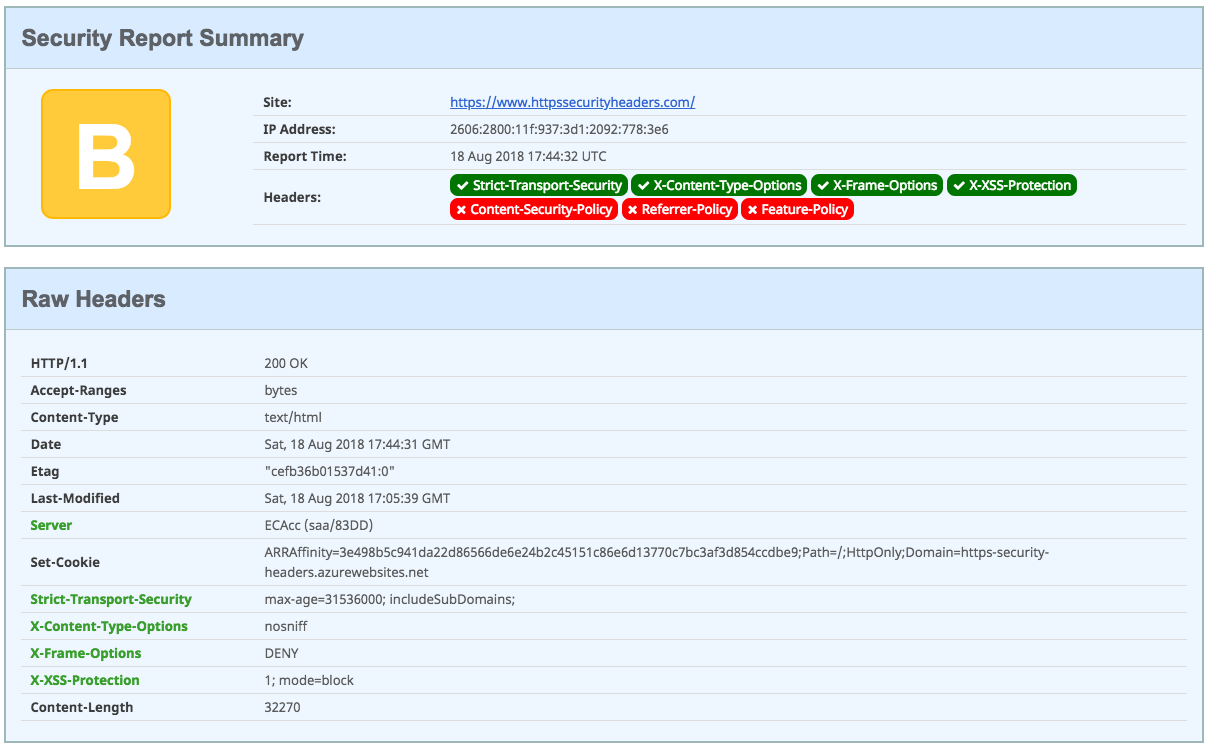 Security Report Summary
B
Site: https://www.httpssecurityheaders.com/
IP Address: 2606:2800:11f:937:3d1:2092:778:3e6
Report Time: 18 Aug 2018 17:44:32 UTC
Headers: Strict-Transport-Security X-Content-Type-Options X-Frame-Options X-XSS-Protection
Content-Security-Policy Referrer-Policy Feature-Policy
Raw Headers
HTTP/1.1 200 OK
Accept-Ranges bytes
Content-Type text/html
Date Sat, 18 Aug 2018 17:44:31 GMT
Etag "cefb36b01537d41:0"
Last-Modified Sat, 18 Aug 2018 17:05:39 GMT
Server ECAcc (saa/83DD)
Set-Cookie ARRAffinity=3e498b5c941da22d86566de6e24b2c45151c86e6d13770c7bc3af3d854ccdbe9;Path=/;HttpOnly;Domain=https-security-
headers.azurewebsites.net
Strict-Transport-Security max-age=31536000; includeSubDomains;
X-Content-Type-Options nosniff
X-Frame-Options DENY
X-XSS-Protection 1; mode=block
Content-Length 32270